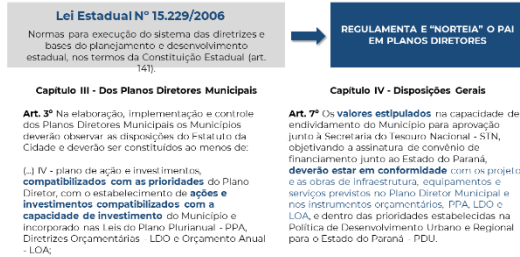 Lei Estadual Nº 15.229/2006
Normas para execução do sistema das diretrizes e
bases do planejamento e desenvolvimento
estadual, nos termos da Constituição Estadual (art.
141).
REGULAMENTA E "NORTEIA" O PAI
EM PLANOS DIRETORES
Capítulo III - Dos Planos Diretores Municipais
Art. 3º Na elaboração, implementação e controle
dos Planos Diretores Municipais os Municípios
deverão observar as disposições do Estatuto da
Cidade e deverão ser constituídos ao menos de:
(...) IV - plano de ação e investimentos,
compatibilizados com as prioridades do Plano
Diretor, com o estabelecimento de ações e
investimentos compatibilizados com a
capacidade de investimento do Município e
incorporado nas Leis do Plano Plurianual - PPA,
Diretrizes Orçamentárias - LDO e Orçamento Anual
- LOA;
Capítulo IV - Disposições Gerais
Art. 7º Os valores estipulados na capacidade de
endividamento do Município para aprovação
junto à Secretaria do Tesouro Nacional - STN,
objetivando a assinatura de convênio de
financiamento junto ao Estado do Paraná,
deverão estar em conformidade com os projetos
e as obras de infraestrutura, equipamentos e
serviços previstos no Plano Diretor Municipal e
nos instrumentos orçamentários, PPA, LDO e
LOA, e dentro das prioridades estabelecidas na
Política de Desenvolvimento Urbano e Regional
para o Estado do Paraná - PDU.